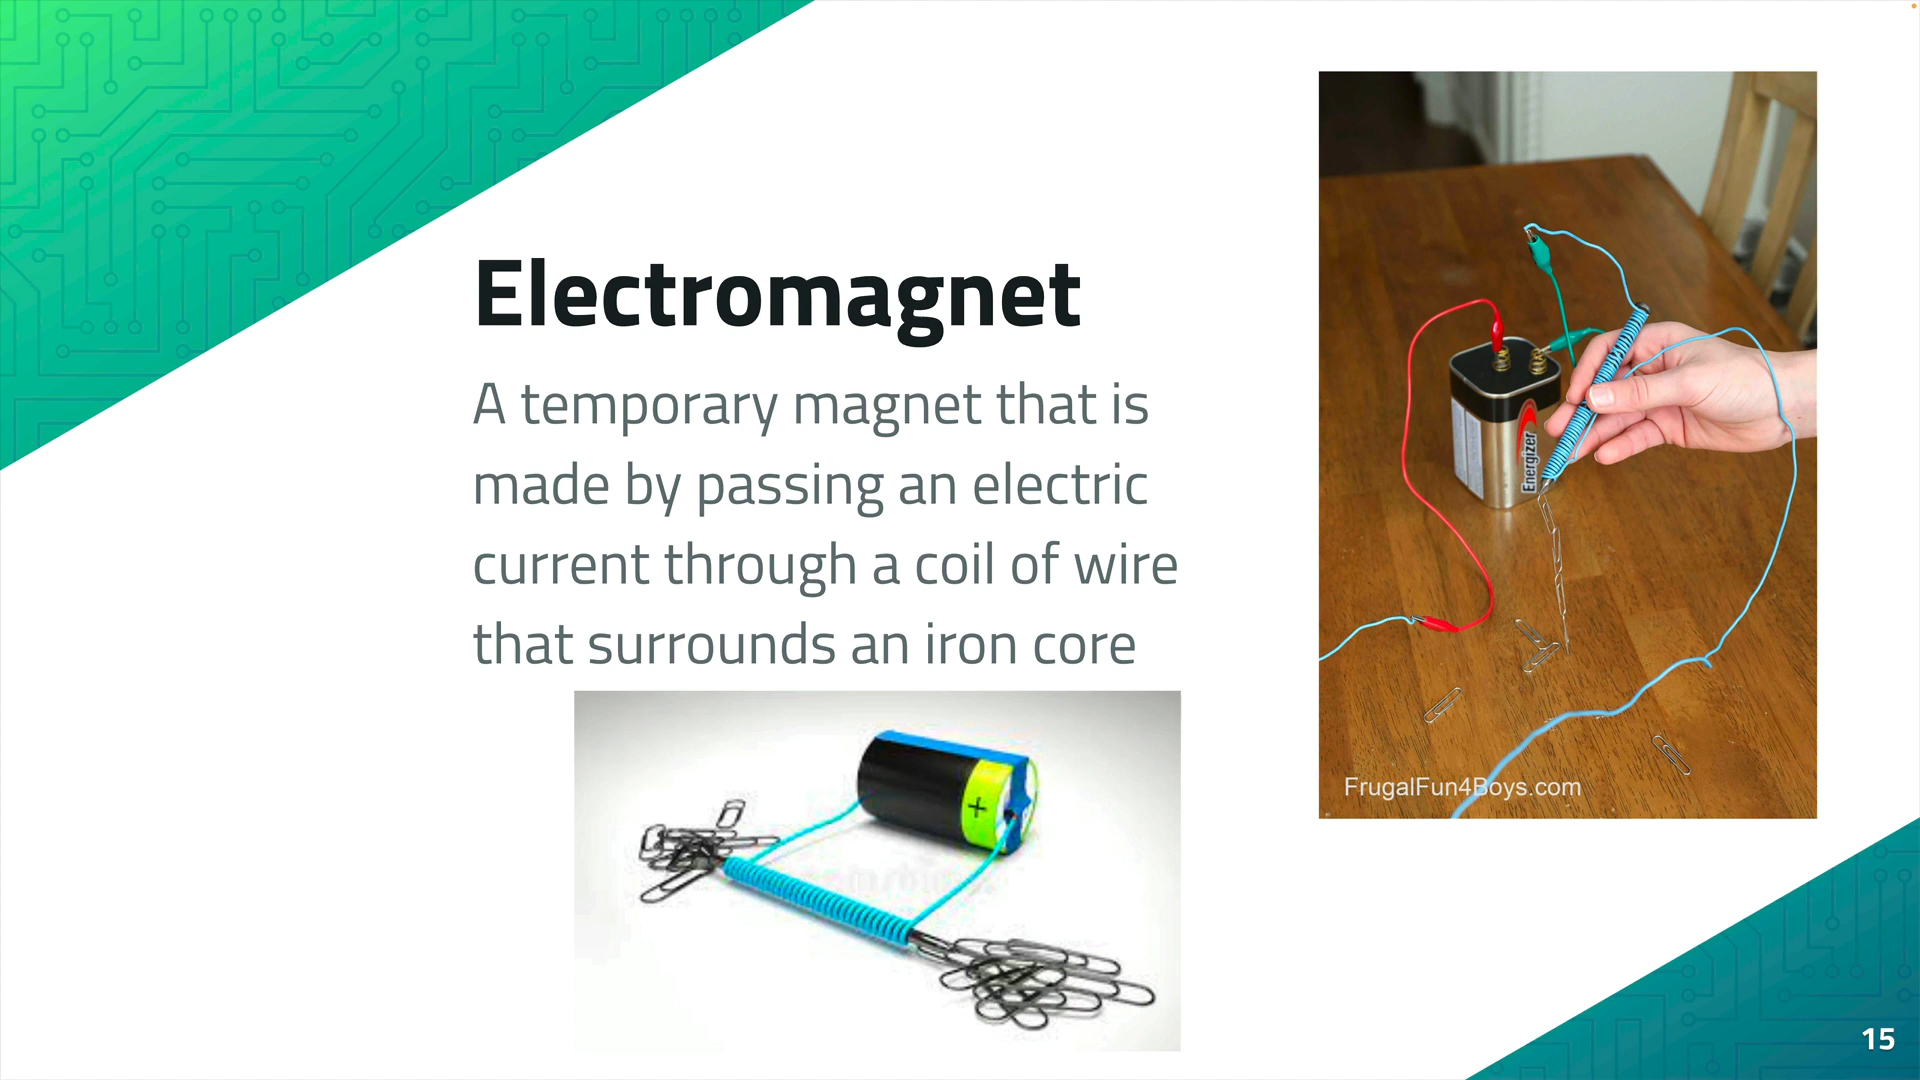 Electromagnet
A temporary magnet that is
made by passing an electric
current through a coil of wire
that surrounds an iron core
Energizer
FrugalFun4Boys.com
+
15